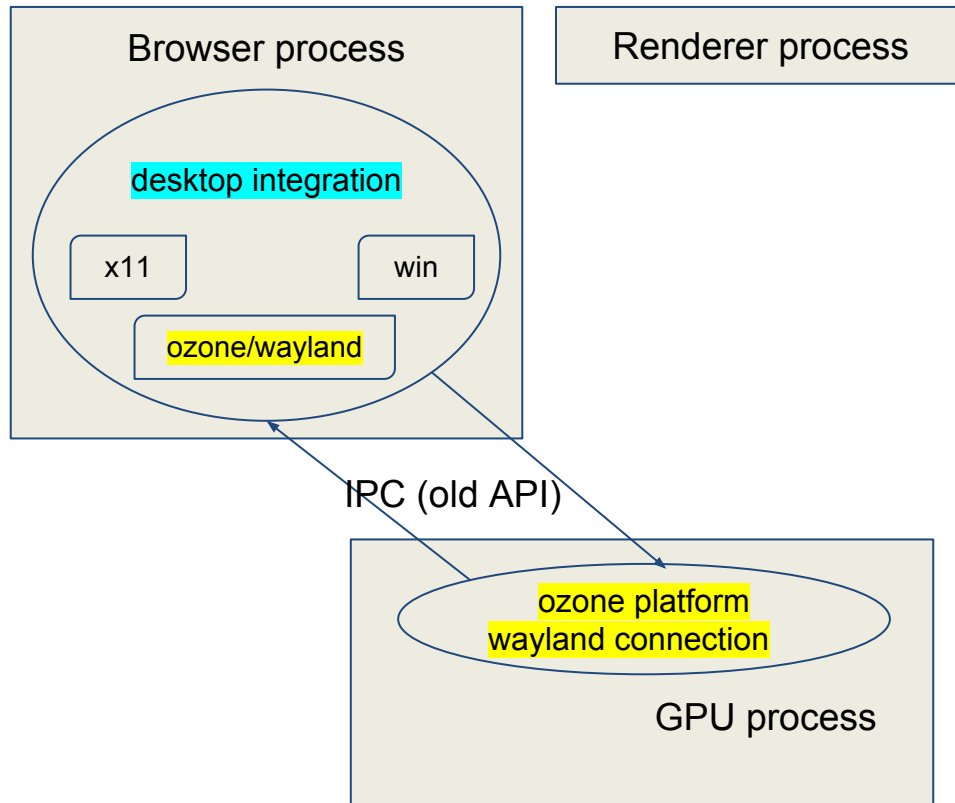 Browser process
Renderer process
desktop integration
x11
win
ozone/wayland
IPC (old API)
ozone platform
wayland connection
GPU process